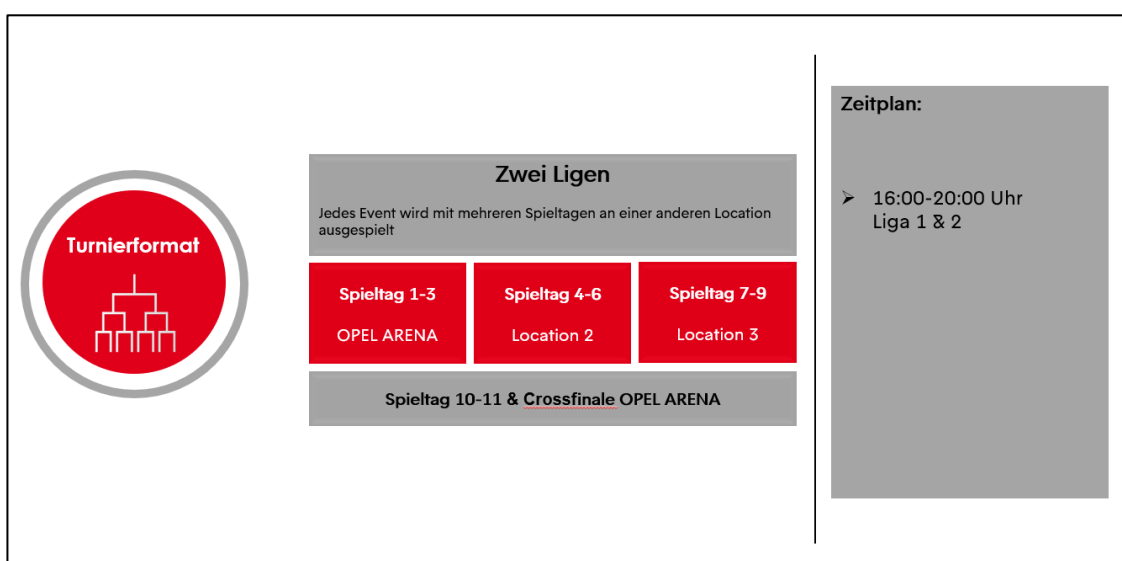 Turnierformat
Zwei Ligen
Jedes Event wird mit mehreren Spieltagen an einer anderen Location
ausgespielt
Spieltag 1-3
OPEL ARENA
Spieltag 4-6
Location 2
Spieltag 7-9
Location 3
Spieltag 10-11 & Crossfinale OPEL ARENA
Zeitplan:
➢ 16:00-20:00 Uhr
Liga 1 & 2